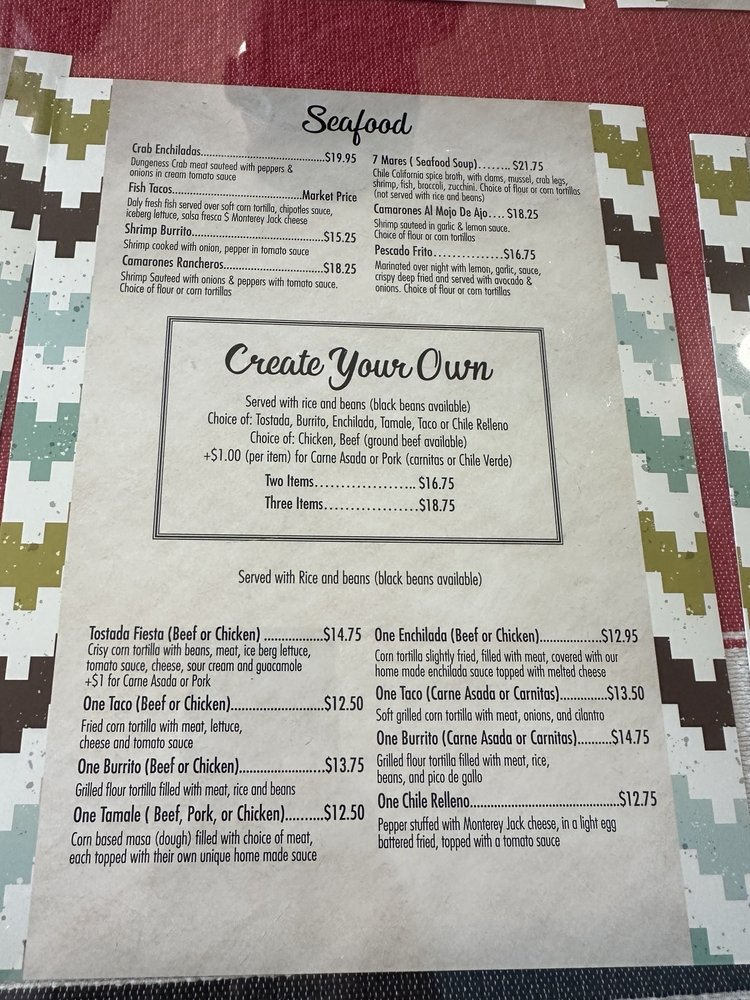 Seafood
Crab Enchiladas..............................$19.95
Dungeness Crab meat sauteed with peppers &
onions in cream tomato sauce
Fish Tacos..............................Market Price
Daly fresh fish served over soft corn tortilla, chipotles sauce,
iceberg lettuce, salsa fresca S Monterey Jack cheese
Shrimp Burrito..............................$15.25
Shrimp cooked with onion, pepper in tomato sauce
Camarones Rancheros..............................$18.25
Shrimp Sauteed with onions & peppers with tomato sauce.
Choice of flour or corn tortillas
7 Mares ( Seafood Soup)....... $21.75
Chile California spice broth, with clams, mussel, crab legs,
shrimp, fish, broccoli, zucchini. Choice of flour or corn tortillas
(not served with rice and beans)
Camarones Al Mojo De Ajo.... $18.25
Shrimp sauteed in garlic & lemon sauce.
Choice of flour or corn tortillas
Pescado Frito...............$16.75
Marinated over night with lemon, garlic, sauce,
crispy deep fried and served with avocado &
onions. Choice of flour or corn tortillas
Create Your Own
Served with rice and beans (black beans available)
Choice of: Tostada, Burrito, Enchilada, Tamale, Taco or Chile Relleno
Choice of: Chicken, Beef (ground beef available)
+$1.00 (per item) for Carne Asada or Pork (carnitas or Chile Verde)
Two Items.................... $16.75
Three Items...................$18.75
Served with Rice and beans (black beans available)
Tostada Fiesta (Beef or Chicken) ...............$14.75
Crisy corn tortilla with beans, meat, ice berg lettuce,
tomato sauce, cheese, sour cream and guacamole
+$1 for Carne Asada or Pork
One Taco (Beef or Chicken)........................$12.50
Fried corn tortilla with meat, lettuce,
cheese and tomato sauce
One Burrito (Beef or Chicken).....................$13.75
Grilled flour tortilla filled with meat, rice and beans
One Tamale ( Beef, Pork, or Chicken)..........$12.50
Corn based masa (dough) filled with choice of meat,
each topped with their own unique home made sauce
One Enchilada (Beef or Chicken)...............$12.95
Corn tortilla slightly fried, filled with meat, covered with our
home made enchilada sauce topped with melted cheese
One Taco (Carne Asada or Carnitas).............$13.50
Soft grilled corn tortilla with meat, onions, and cilantro
One Burrito (Carne Asada or Carnitas)..........$14.75
Grilled flour tortilla filled with meat, rice,
beans, and pico de gallo
One Chile Relleno.........................................$12.75
Pepper stuffed with Monterey Jack cheese, in a light egg
battered fried, topped with a tomato sauce